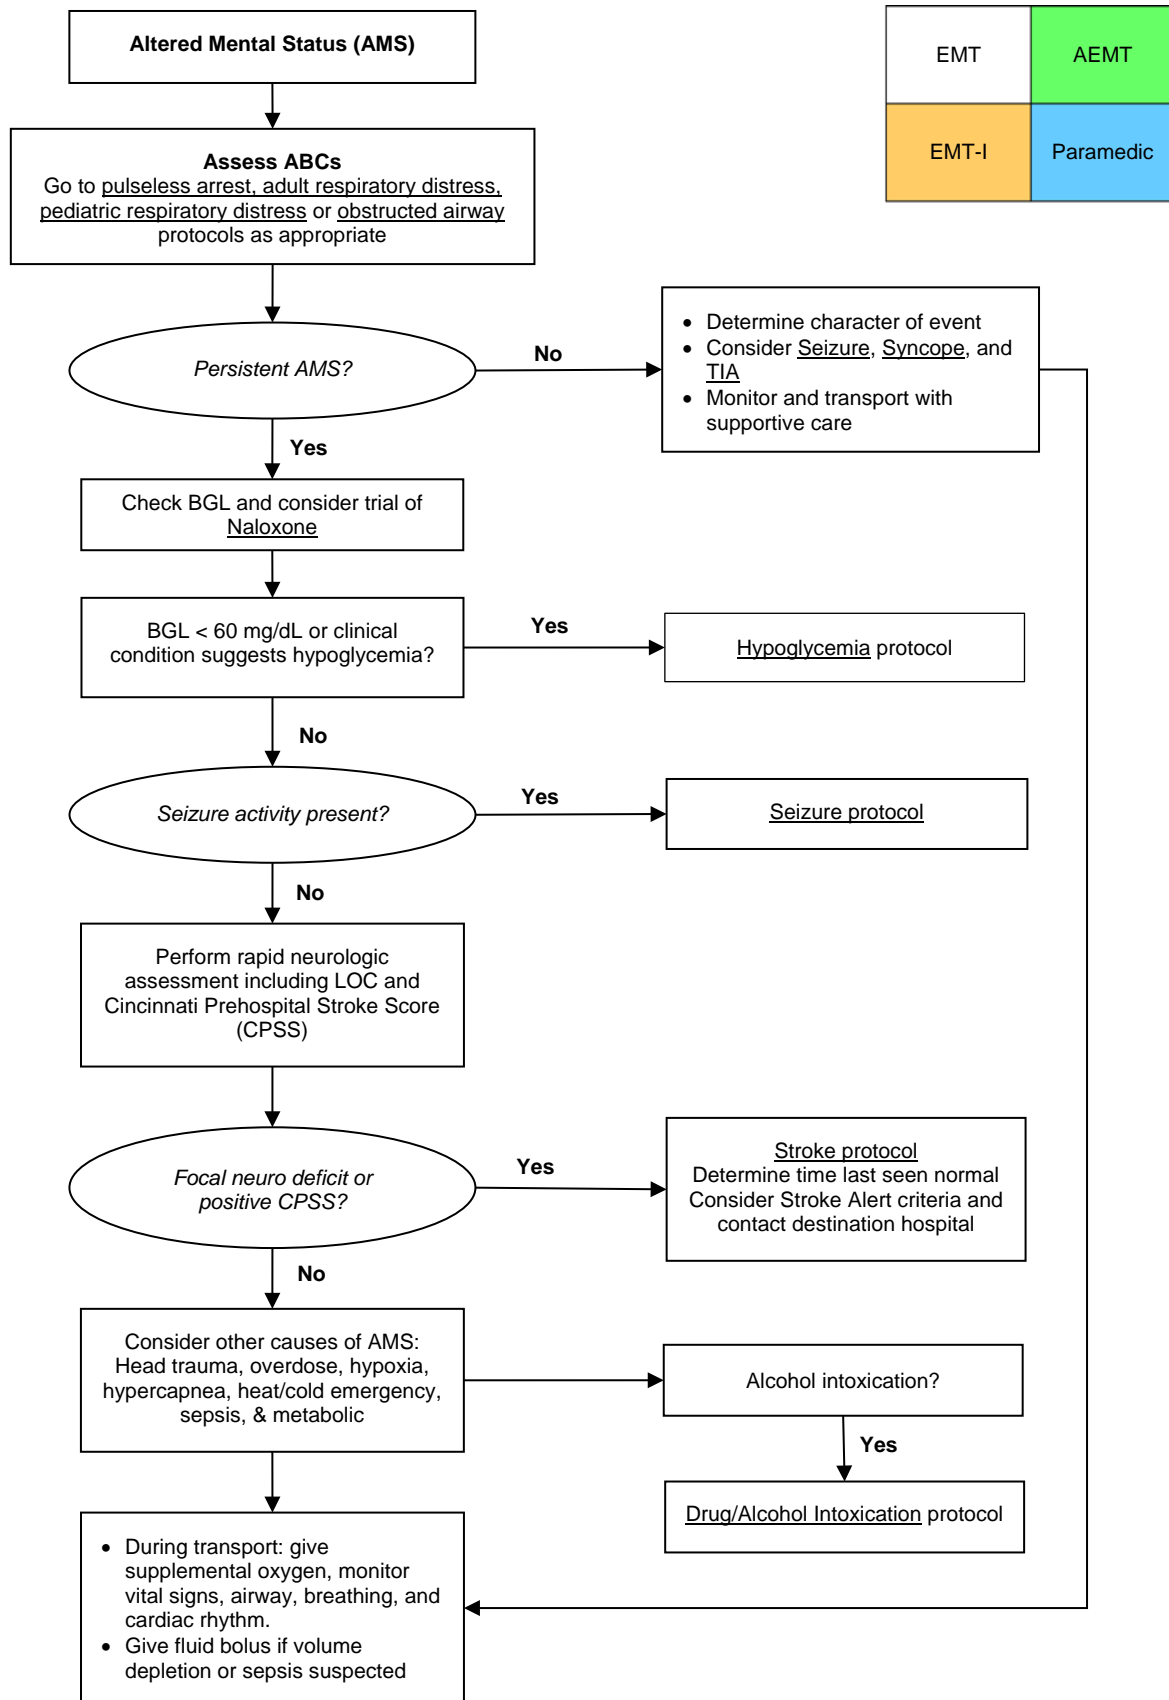 Altered Mental Status (AMS)
EMT
AEMT
EMT-I
Paramedic
Assess ABCs
Go to pulseless arrest, adult respiratory distress,
pediatric respiratory distress or obstructed airway
protocols as appropriate
Persistent AMS?
No
• Determine character of event
• Consider Seizure, Syncope, and
TIA
• Monitor and transport with
supportive care
Yes
Check BGL and consider trial of
Naloxone
BGL < 60 mg/dL or clinical
condition suggests hypoglycemia?
Yes
Hypoglycemia protocol
No
Seizure activity present?
Yes
Seizure protocol
No
Perform rapid neurologic
assessment including LOC and
Cincinnati Prehospital Stroke Score
(CPSS)
Focal neuro deficit or
positive CPSS?
Yes
Stroke protocol
Determine time last seen normal
Consider Stroke Alert criteria and
contact destination hospital
No
Consider other causes of AMS:
Head trauma, overdose, hypoxia,
hypercapnea, heat/cold emergency,
sepsis, & metabolic
Alcohol intoxication?
Yes
Drug/Alcohol Intoxication protocol
• During transport: give
supplemental oxygen, monitor
vital signs, airway, breathing, and
cardiac rhythm.
• Give fluid bolus if volume
depletion or sepsis suspected